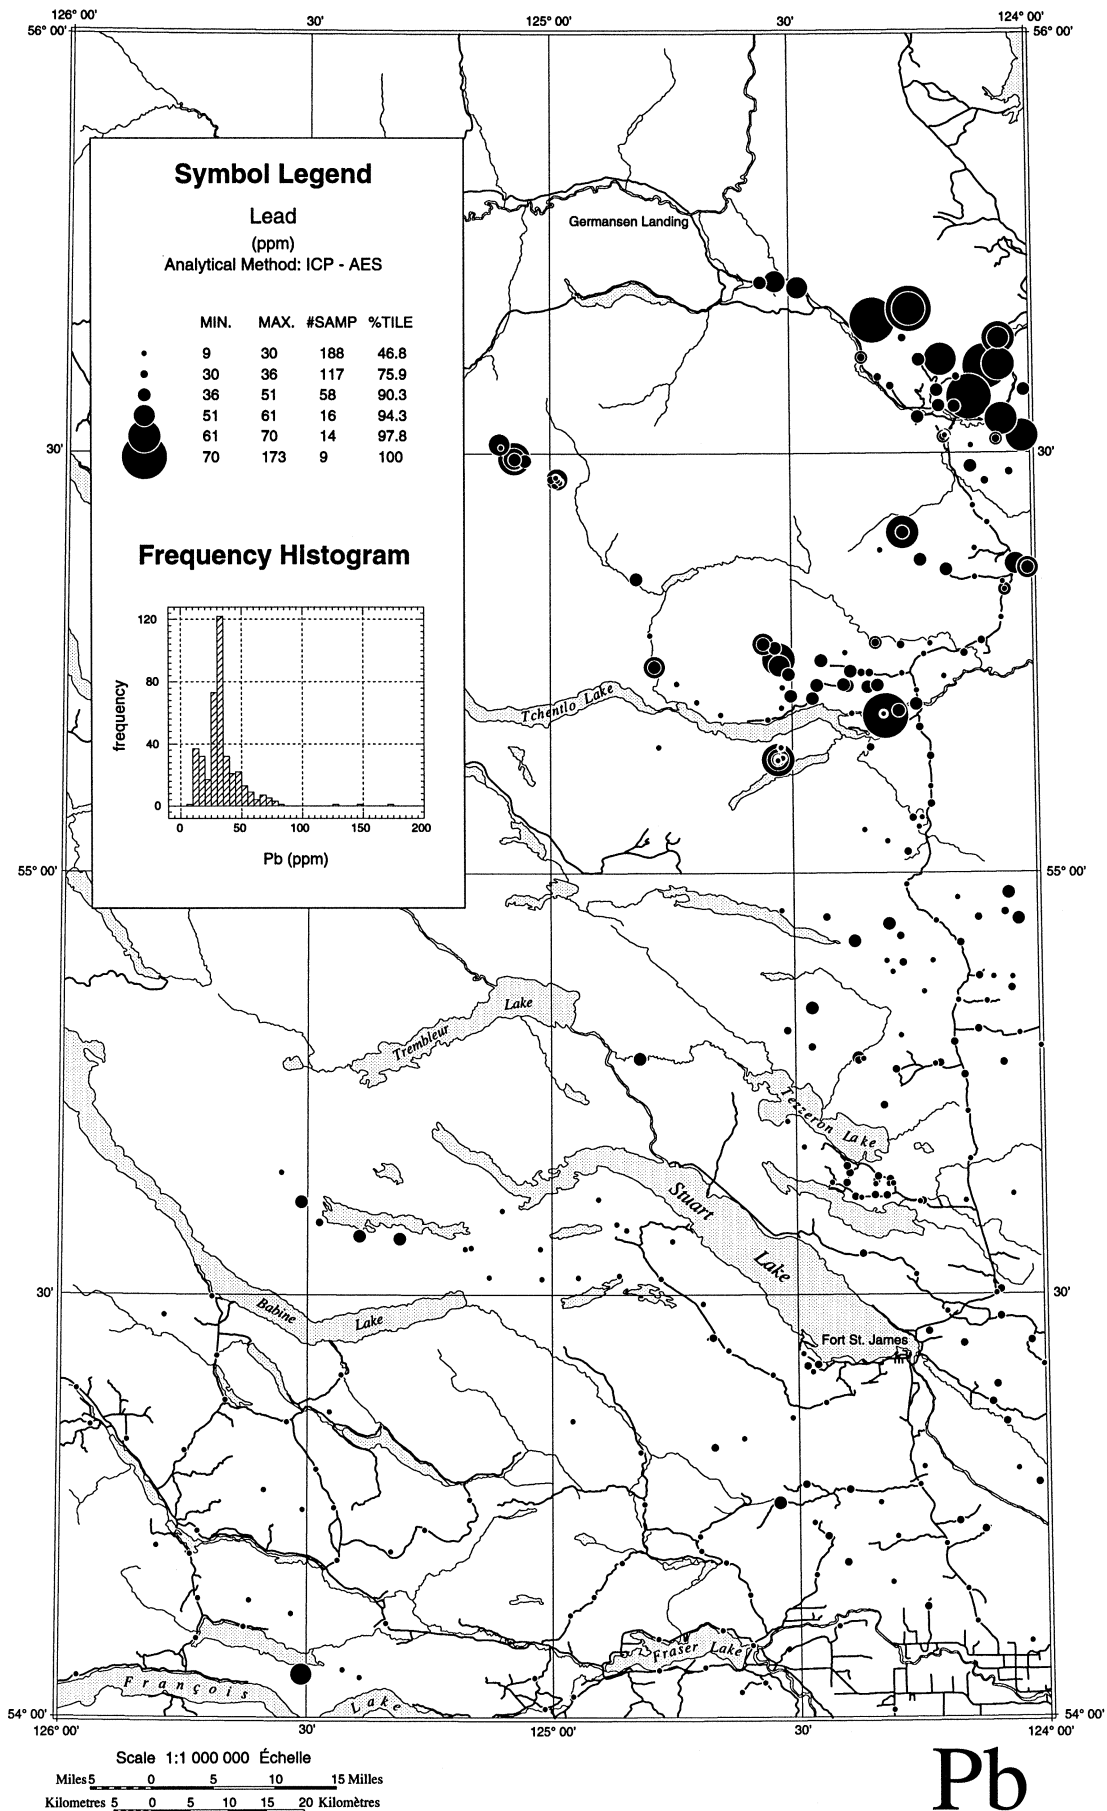 126° 00' 30' 125° 00' 30' 124° 00'
56° 00' 56° 00'
Symbol Legend
Lead
(ppm)
Analytical Method: ICP - AES
MIN. MAX. #SAMP %TILE
9 30 188 46.8
30 36 117 75.9
36 51 58 90.3
51 61 16 94.3
61 70 14 97.8
70 173 9 100
Germansen Landing
30' 30'
Frequency Histogram
120
80
40
0
frequency
0 50 100 150 200
Pb (ppm)
Tchentlo Lake
55° 00' 55° 00'
Trembleur Lake
Tezzeron Lake
Stuart Lake
30' 30'
Babine Lake
Fort St. James
Fraser Lake
François Lake
54° 00' 54° 00'
126° 00' 30' 125° 00' 30' 124° 00'
Scale 1:1 000 000 Échelle
Miles 5 0 5 10 15 Milles
Kilometres 5 0 5 10 15 20 Kilomètres
Pb